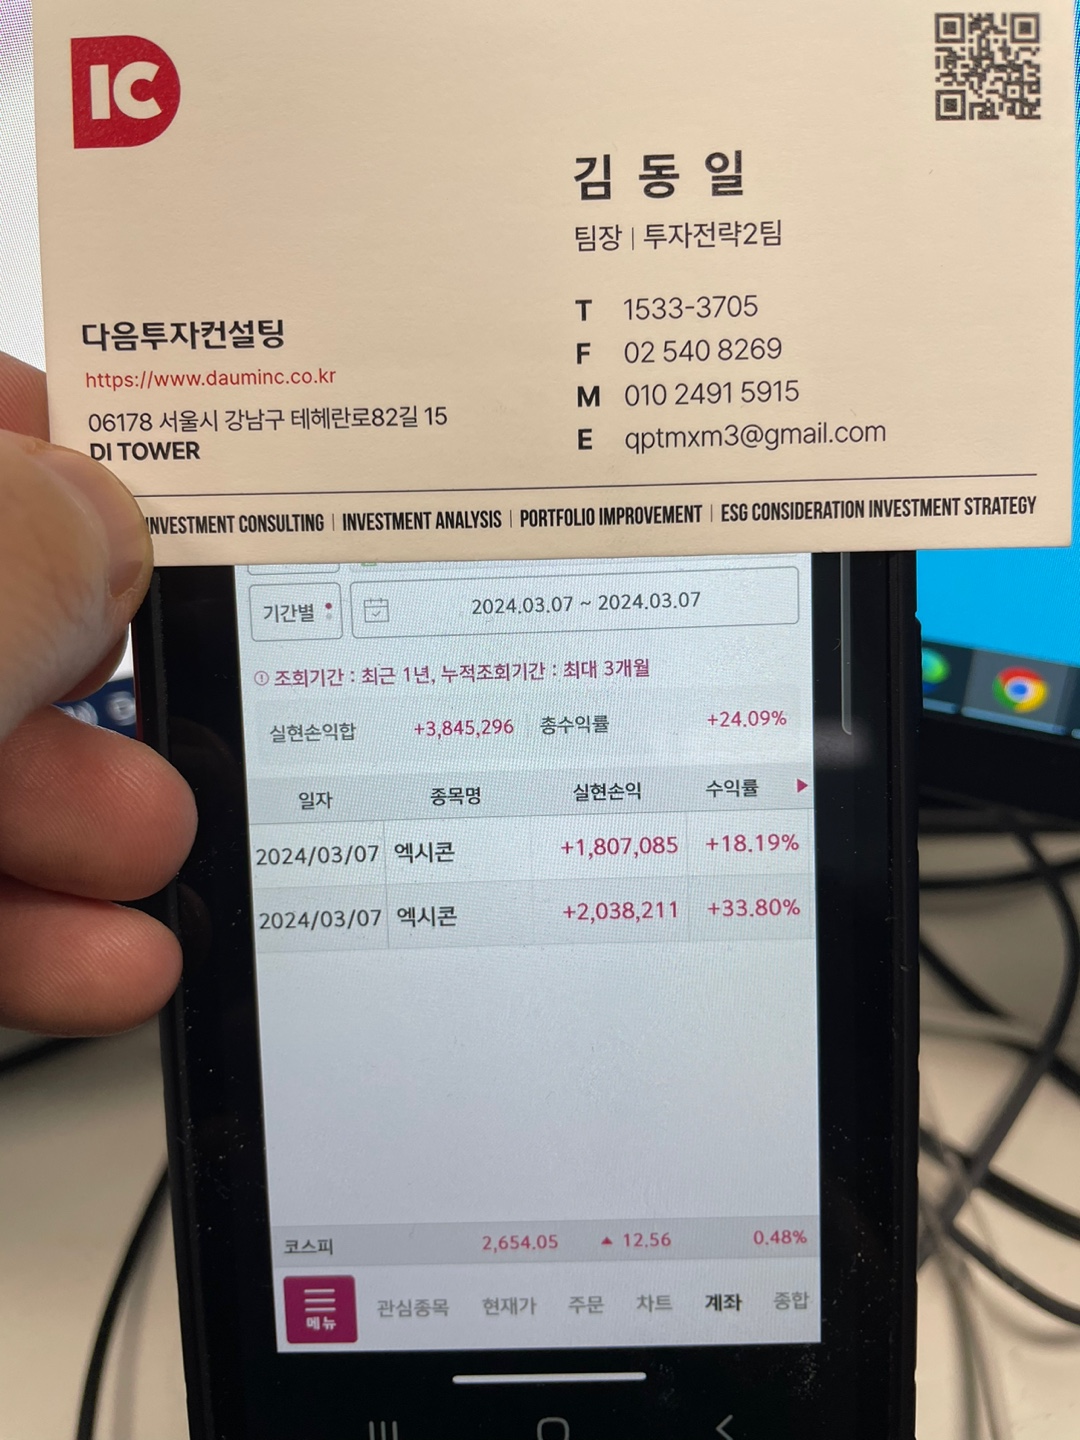 IC
김동일
팀장 | 투자전략2팀
T 1533-3705
F 02 540 8269
M 010 2491 5915
E qptmxm3@gmail.com
다음투자컨설팅
https://www.dauminc.co.kr
06178 서울시 강남구 테헤란로82길 15
DI TOWER
INVESTMENT CONSULTING | INVESTMENT ANALYSIS | PORTFOLIO IMPROVEMENT | ESG CONSIDERATION INVESTMENT STRATEGY
기간별 2024.03.07 ~ 2024.03.07
조회기간 : 최근 1년, 누적조회기간 : 최대 3개월
실현손익합 +3,845,296 총수익률 +24.09%
일자 종목명 실현손익 수익률
2024/03/07 엑시콘 +1,807,085 +18.19%
2024/03/07 엑시콘 +2,038,211 +33.80%
코스피 2,654.05 ▲ 12.56 0.48%
메뉴 관심종목 현재가 주문 차트 계좌 종합